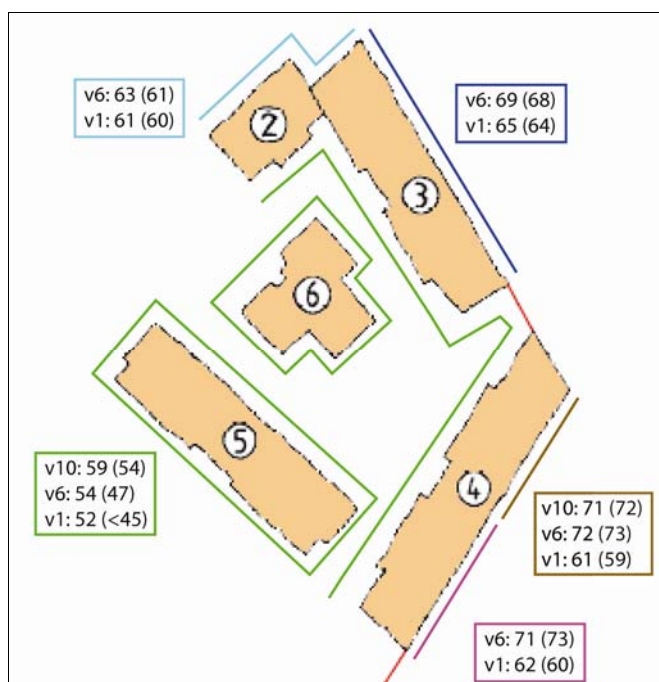 v6: 63 (61)
v1: 61 (60)
v6: 69 (68)
v1: 65 (64)
2
3
6
5
4
v10: 59 (54)
v6: 54 (47)
v1: 52 (<45)
v10: 71 (72)
v6: 72 (73)
v1: 61 (59)
v6: 71 (73)
v1: 62 (60)